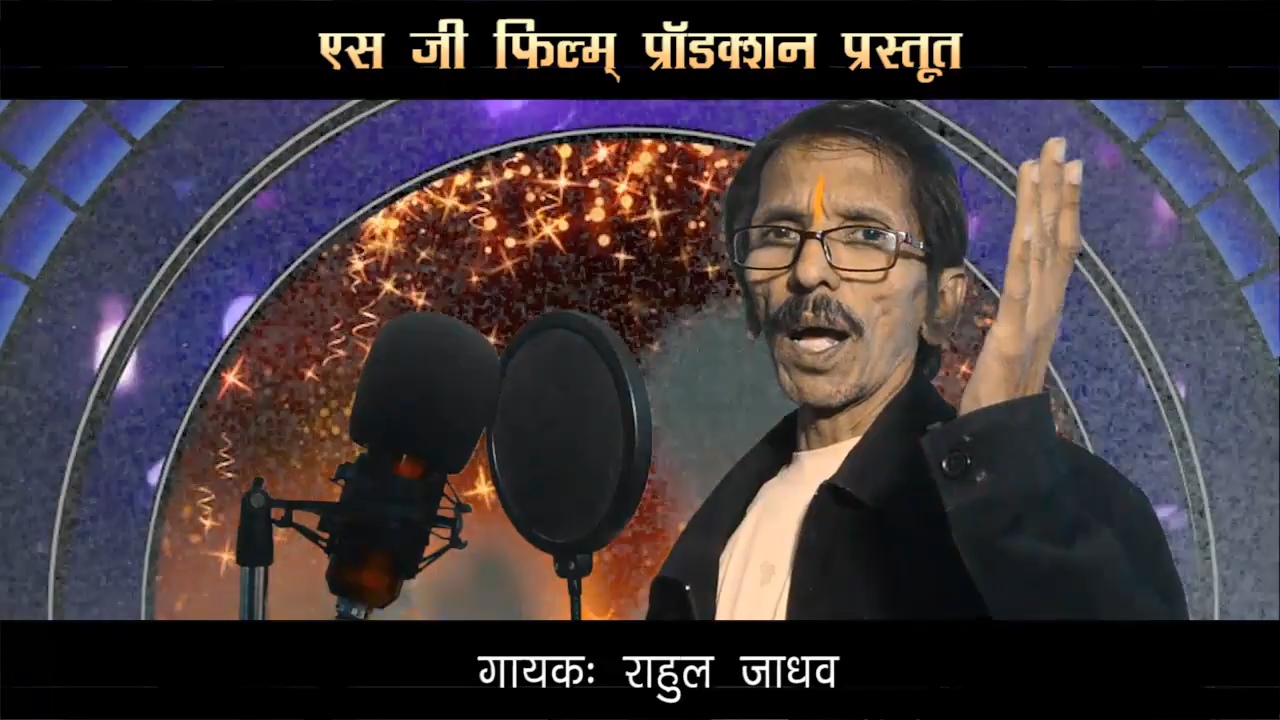 एस जी फिल्म् प्रॉडक्शन प्रस्तूत
गायकः राहुल जाधव